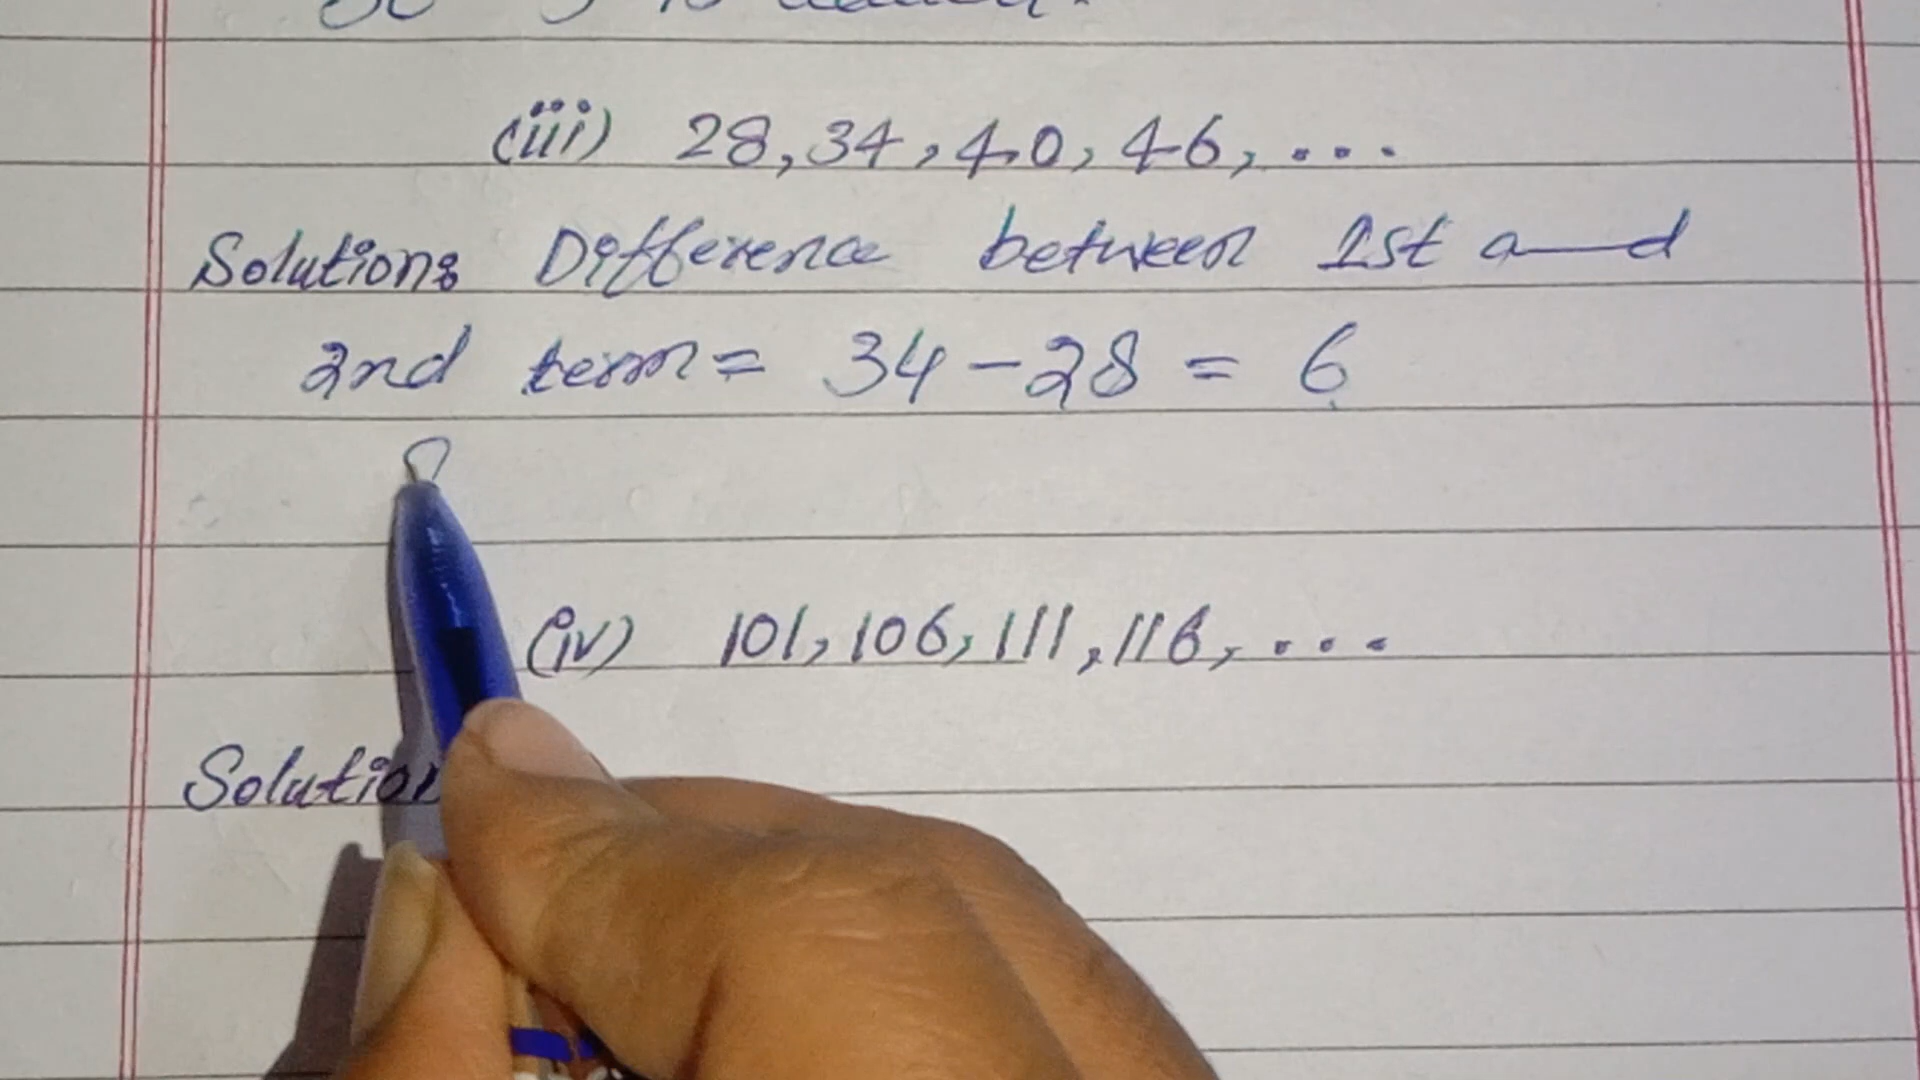 (iii) 28, 34, 40, 46, ...
Solution: Difference between 1st and
2nd term = 34 - 28 = 6
(iv) 101, 106, 111, 116, ...
Solution